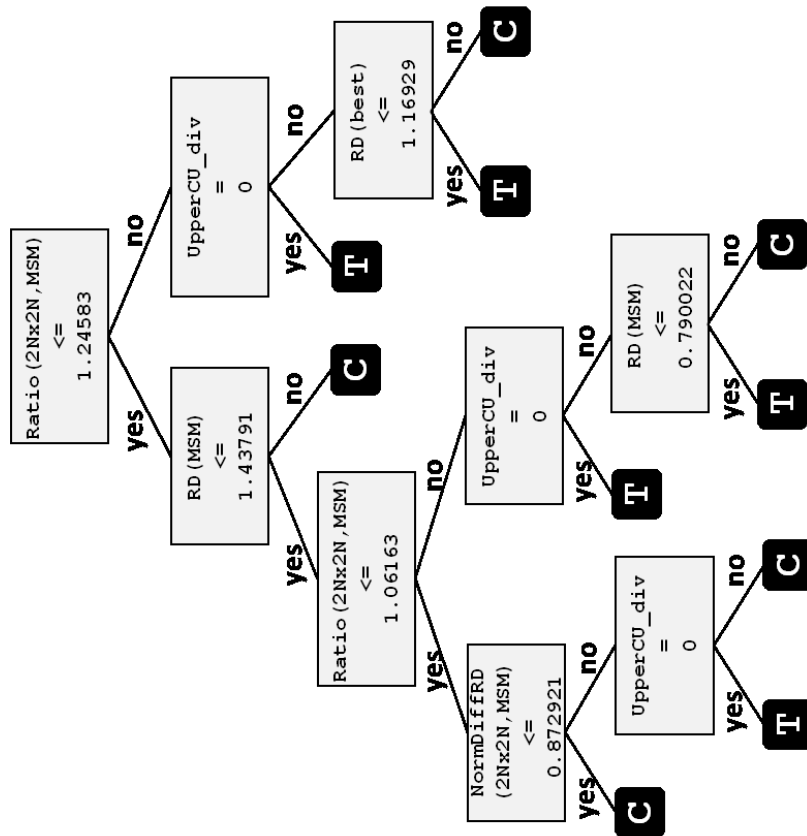 Ratio(2Nx2N,MSM)
<=
1.24583
yes
no
RD(MSM)
<=
1.43791
UpperCU_div
=
0
yes
no
yes
no
Ratio(2Nx2N,MSM)
<=
1.06163
C
T
RD(best)
<=
1.16929
yes
no
yes
no
NormDiffRD
(2Nx2N,MSM)
<=
0.872921
UpperCU_div
=
0
T
C
yes
no
yes
no
C
UpperCU_div
=
0
T
RD(MSM)
<=
0.790022
yes
no
yes
no
T
C
T
C